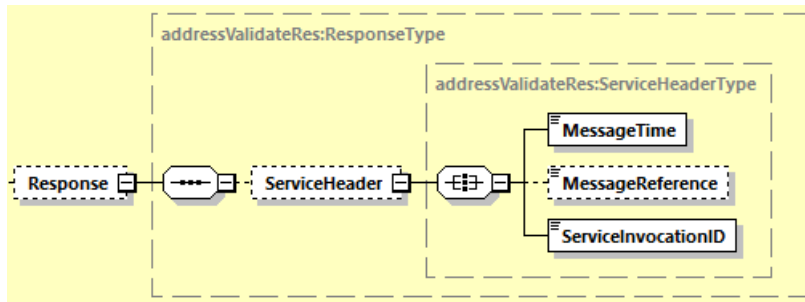 addressValidateRes:ResponseType
addressValidateRes:ServiceHeaderType
MessageTime
Response
ServiceHeader
MessageReference
ServiceInvocationID